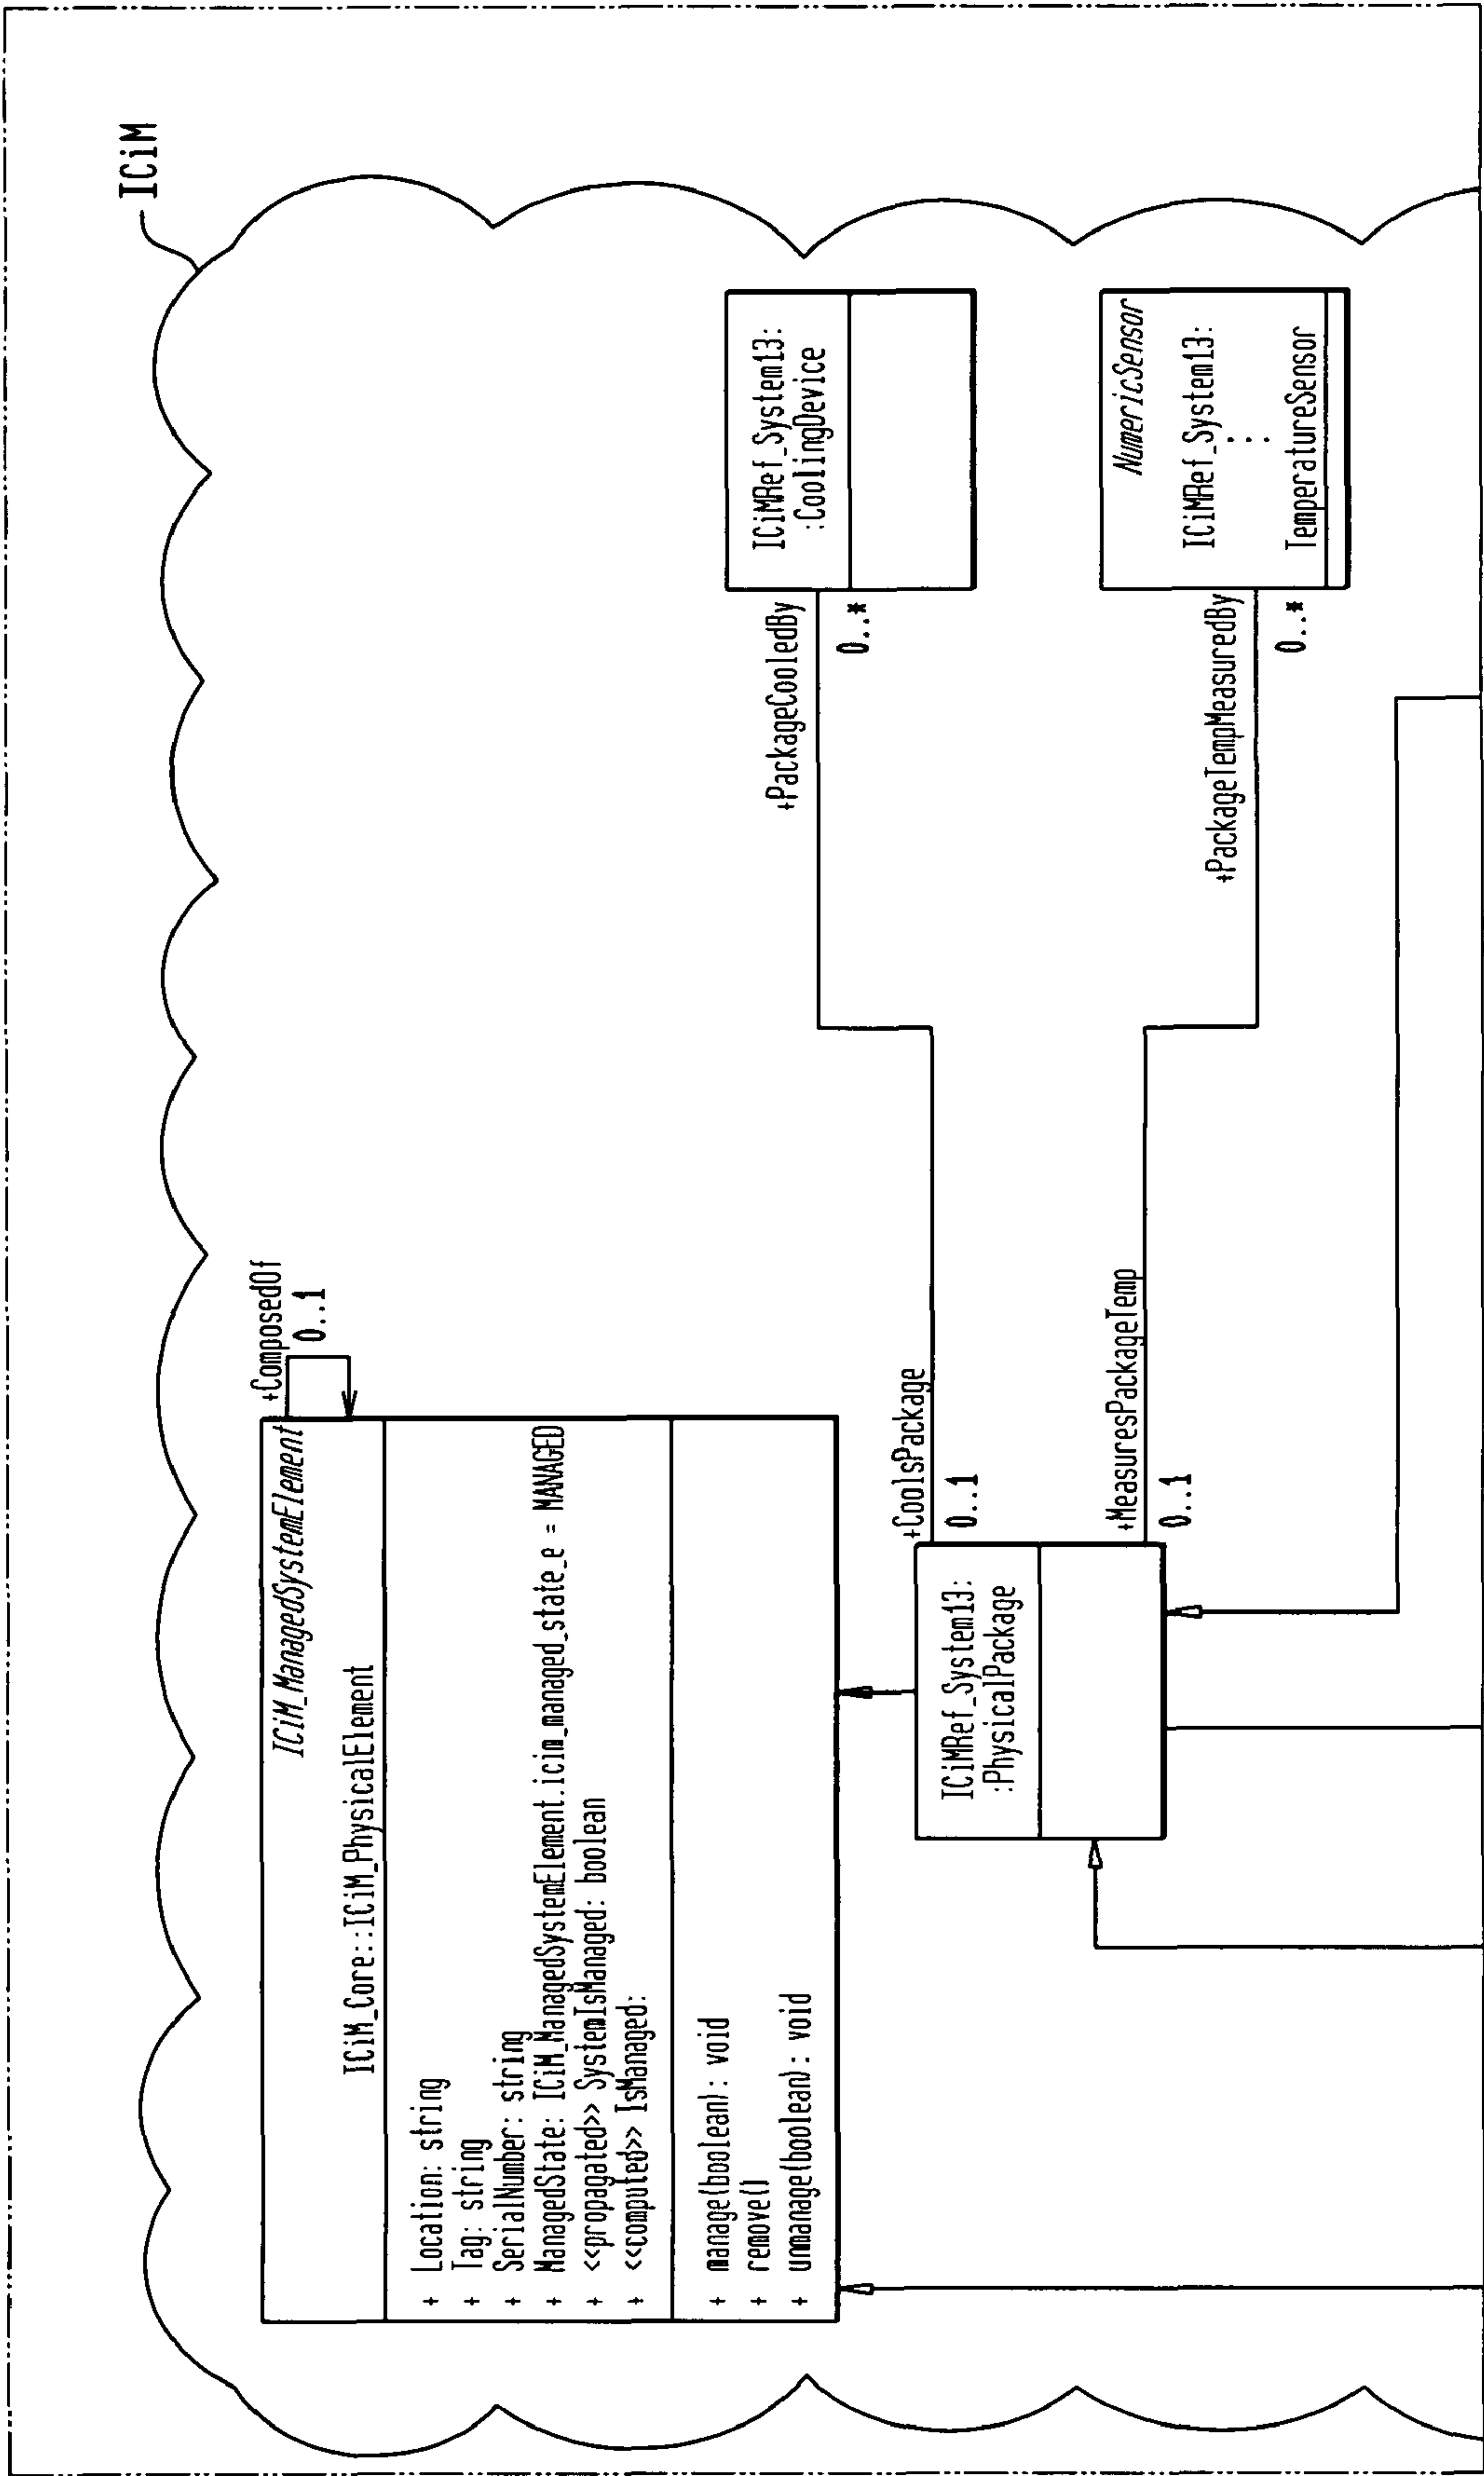 ICiM
ICiM_ManagedSystemElement
ICiM_Core::ICiM_PhysicalElement
+ Location: string
+ Tag: string
+ SerialNumber: string
+ ManagedState: ICiM_ManagedSystemElement.icim_managed_state_e = MANAGED
+ <<propagated>> SystemIsManaged: boolean
+ <<computed>> IsManaged:
+ manage(boolean): void
+ remove()
+ unmanage(boolean): void
+ComposedOf
0..1
ICiMRef_System13:
:PhysicalPackage
+CoolsPackage
0..1
+MeasuresPackageTemp
0..1
+PackageCooledBy
0..*
ICiMRef_System13:
:CoolingDevice
+PackageTempMeasuredBy
0..*
NumericSensor
ICiMRef_System13:
: :
TemperatureSensor